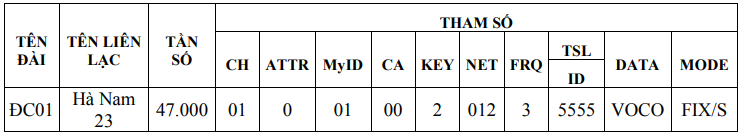 TÊN ĐÀI
TÊN LIÊN LẠC
TẦN SỐ
THAM SỐ
CH ATTR MyID CA KEY NET FRQ TSL ID DATA MODE
ĐC01 Hà Nam 23 47.000 01 0 01 00 2 012 3 5555 VOCO FIX/S